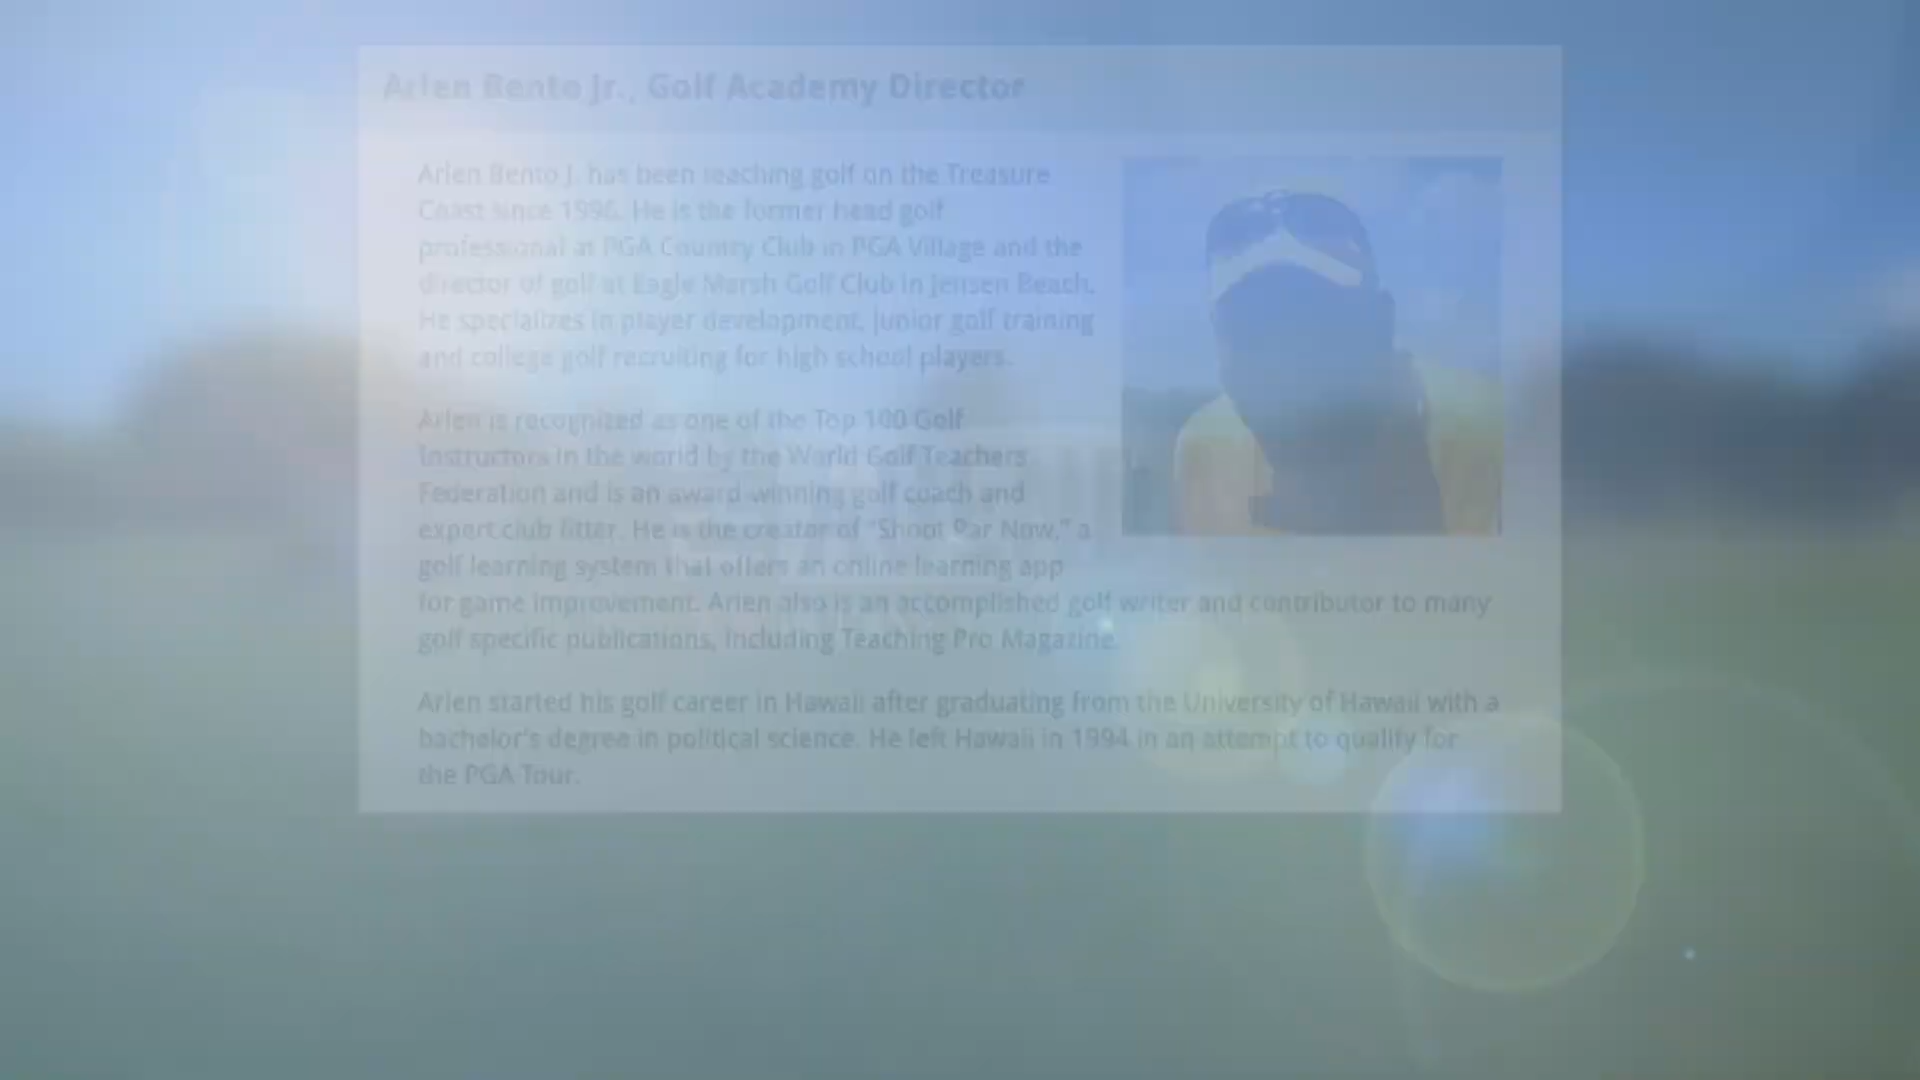 Arlen Bento Jr., Golf Academy Director
Arlen Bento J. has been teaching golf on the Treasure
Coast since 1996. He is the former head golf
professional at PGA Country Club in PGA Village and the
director of golf at Eagle Marsh Golf Club in Jensen Beach.
He specializes in player development, junior golf training
and college golf recruiting for high school players.
Arlen is recognized as one of the Top 100 Golf
Instructors in the world by the World Golf Teachers
Federation and is an award-winning golf coach and
expert club fitter. He is the creator of "Shoot Par Now," a
golf learning system that offers an online learning app
for game improvement. Arlen also is an accomplished golf writer and contributor to many
golf specific publications, including Teaching Pro Magazine.
Arlen started his golf career in Hawaii after graduating from the University of Hawaii with a
bachelor's degree in political science. He left Hawaii in 1994 in an attempt to qualify for
the PGA Tour.